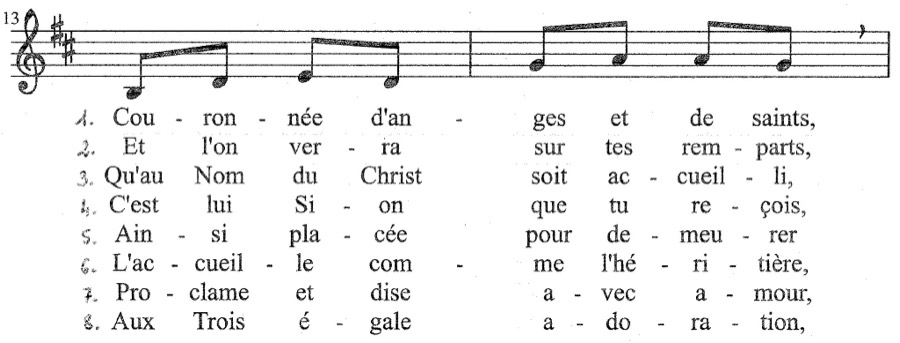 13
1. Cou - ron - née d'an - ges et de saints,
2. Et l'on ver - ra sur tes rem - parts,
3. Qu'au Nom du Christ soit ac - cueil - li,
4. C'est lui Si - on que tu re - çois,
5. Ain - si pla - cée pour de - meu - rer
6. L'ac - cueil - le com - me l'hé - ri - tière,
7. Pro - clame et dise a - vec a - mour,
8. Aux Trois é - gale a - do - ra - tion,